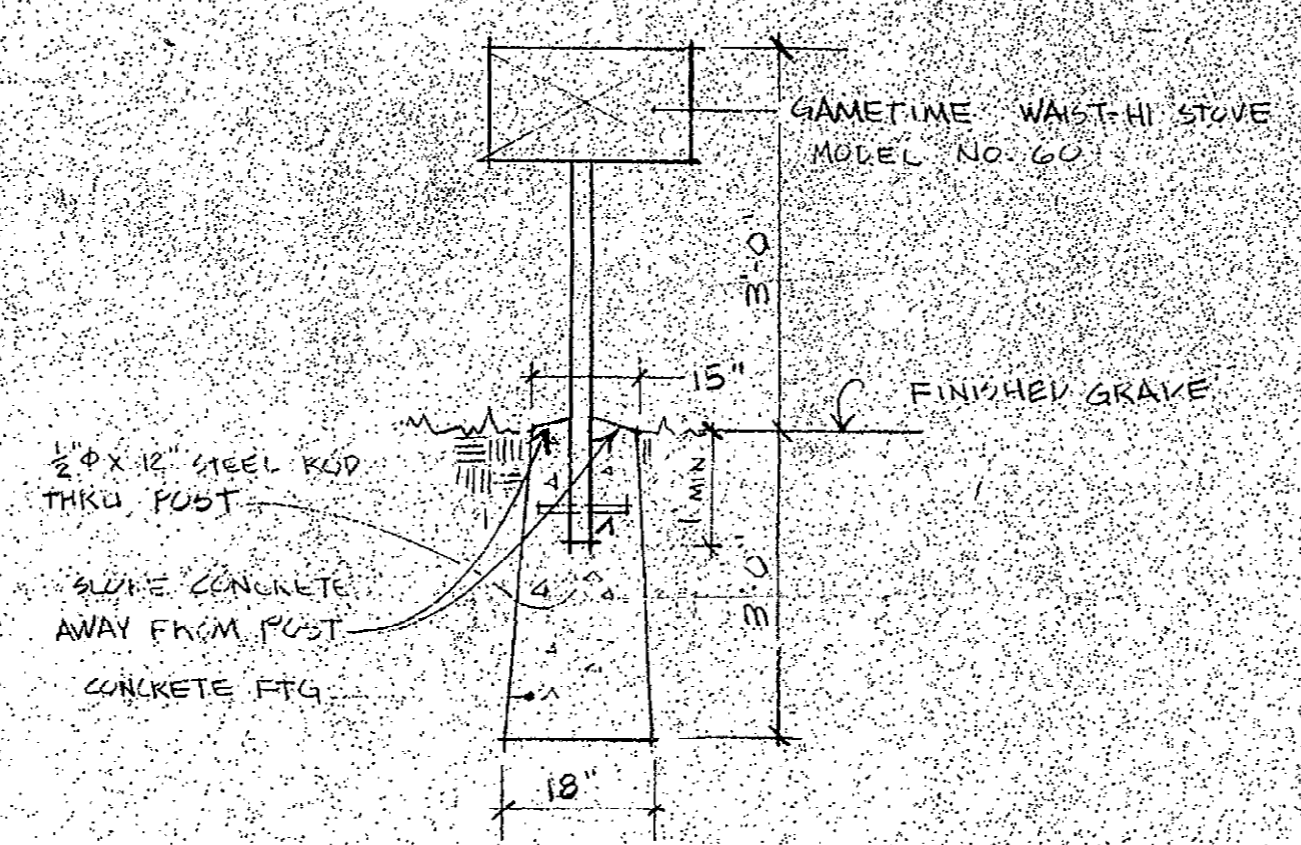 GAMETIME WAIST-HI STOVE
MODEL NO. 60
3'-0"
15"
FINISHED GRADE
1/2" Φ X 12" STEEL ROD
THRU POST
1' MIN
SLOPE CONCRETE
AWAY FROM POST
3'-0"
CONCRETE FTG
18"